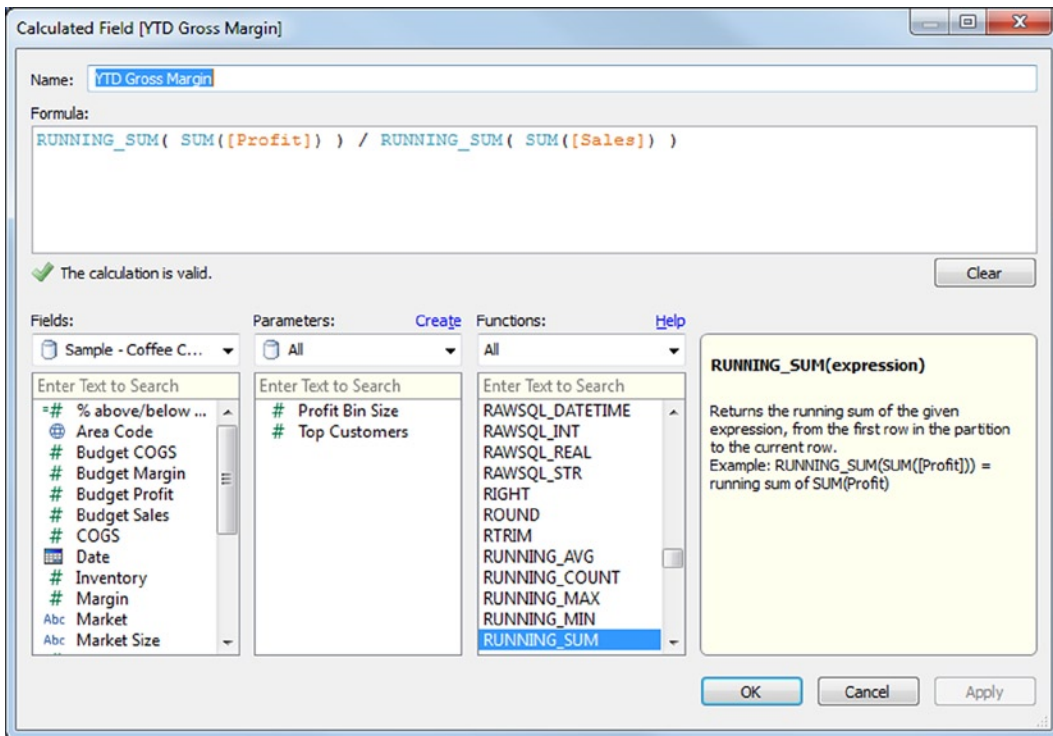 Calculated Field [YTD Gross Margin]
Name: YTD Gross Margin
Formula:
RUNNING_SUM( SUM([Profit]) ) / RUNNING_SUM( SUM([Sales]) )
The calculation is valid.
Clear
Fields:
Sample - Coffee C...
Enter Text to Search
=# % above/below ...
Area Code
# Budget COGS
# Budget Margin
# Budget Profit
# Budget Sales
# COGS
Date
# Inventory
# Margin
Abc Market
Abc Market Size
Parameters: Create
All
Enter Text to Search
# Profit Bin Size
# Top Customers
Functions: Help
All
Enter Text to Search
RAWSQL_DATETIME
RAWSQL_INT
RAWSQL_REAL
RAWSQL_STR
RIGHT
ROUND
RTRIM
RUNNING_AVG
RUNNING_COUNT
RUNNING_MAX
RUNNING_MIN
RUNNING_SUM
RUNNING_SUM(expression)
Returns the running sum of the given
expression, from the first row in the partition
to the current row.
Example: RUNNING_SUM(SUM([Profit])) =
running sum of SUM(Profit)
OK Cancel Apply